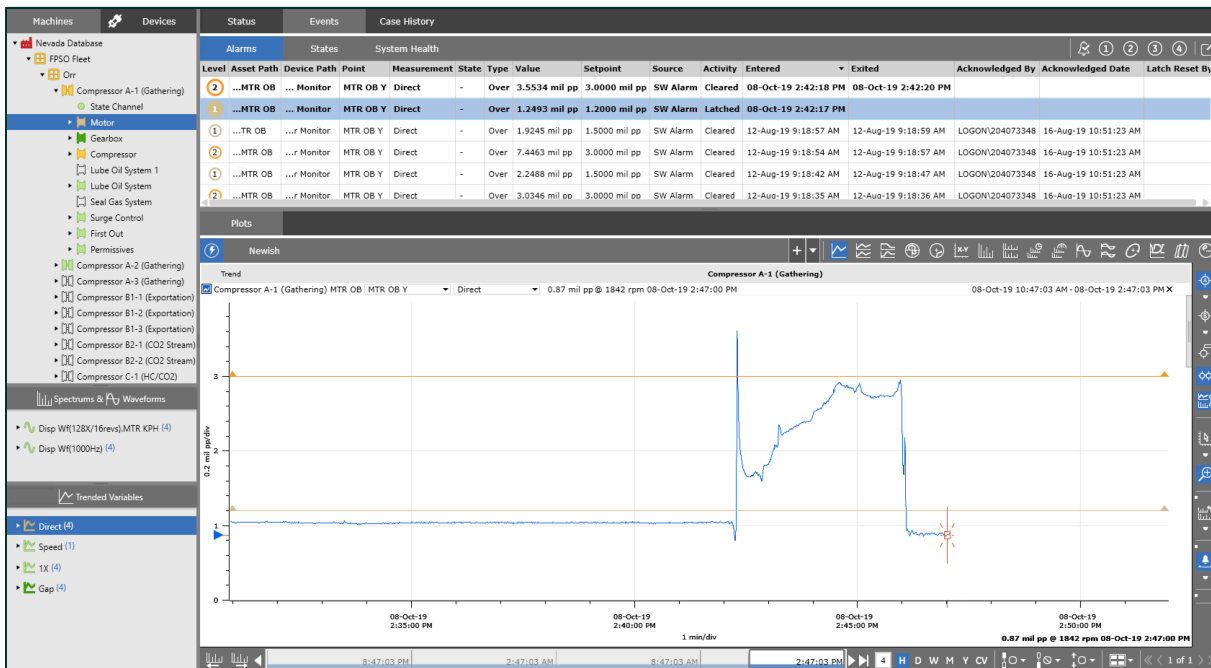 Machines
Devices
Nevada Database
FPSO Fleet
Orr
Compressor A-1 (Gathering)
State Channel
Motor
Gearbox
Compressor
Lube Oil System 1
Lube Oil System
Seal Gas System
Surge Control
First Out
Permissives
Compressor A-2 (Gathering)
Compressor A-3 (Gathering)
Compressor B1-1 (Exportation)
Compressor B1-2 (Exportation)
Compressor B1-3 (Exportation)
Compressor B2-1 (CO2 Stream)
Compressor B2-2 (CO2 Stream)
Compressor C-1 (HC/CO2)
Spectrums & Waveforms
Disp Wf(128X/16revs).MTR KPH (4)
Disp Wf(1000Hz) (4)
Trended Variables
Direct (4)
Speed (1)
1X (4)
Gap (4)
Status Events Case History
Alarms States System Health
1 2 3 4
Level Asset Path Device Path Point Measurement State Type Value Setpoint Source Activity Entered Exited Acknowledged By Acknowledged Date Latch Reset By
2 ...MTR OB ... Monitor MTR OB Y Direct - Over 3.5534 mil pp 3.0000 mil pp SW Alarm Cleared 08-Oct-19 2:42:18 PM 08-Oct-19 2:42:20 PM
1 ...MTR OB ... Monitor MTR OB Y Direct - Over 1.2493 mil pp 1.2000 mil pp SW Alarm Latched 08-Oct-19 2:42:17 PM
1 ...TR OB ...r Monitor MTR OB Y Direct - Over 1.9245 mil pp 1.5000 mil pp SW Alarm Cleared 12-Aug-19 9:18:57 AM 12-Aug-19 9:18:59 AM LOGON\204073348 16-Aug-19 10:51:23 AM
2 ...MTR OB ...r Monitor MTR OB Y Direct - Over 7.4463 mil pp 3.0000 mil pp SW Alarm Cleared 12-Aug-19 9:18:54 AM 12-Aug-19 9:18:57 AM LOGON\204073348 16-Aug-19 10:51:23 AM
1 ...MTR OB ...r Monitor MTR OB Y Direct - Over 2.2488 mil pp 1.5000 mil pp SW Alarm Cleared 12-Aug-19 9:18:42 AM 12-Aug-19 9:18:47 AM LOGON\204073348 16-Aug-19 10:51:23 AM
2 ...MTR OB ...r Monitor MTR OB Y Direct - Over 3.0346 mil pp 3.0000 mil pp SW Alarm Cleared 12-Aug-19 9:18:35 AM 12-Aug-19 9:18:36 AM LOGON\204073348 16-Aug-19 10:51:23 AM
Plots
Newish
X-Y
Trend Compressor A-1 (Gathering)
Compressor A-1 (Gathering) MTR OB MTR OB Y Direct 0.87 mil pp @ 1842 rpm 08-Oct-19 2:47:00 PM 08-Oct-19 10:47:03 AM - 08-Oct-19 2:47:03 PM
3
2
0.2 mil pp/div
1
0
08-Oct-19 08-Oct-19 08-Oct-19 08-Oct-19
2:35:00 PM 2:40:00 PM 2:45:00 PM 2:50:00 PM
1 min/div
0.87 mil pp @ 1842 rpm 08-Oct-19 2:47:00 PM
8:47:03 PM 2:47:03 AM 8:47:03 AM 2:47:03 PM 4 H D W M Y CV 1 of 1